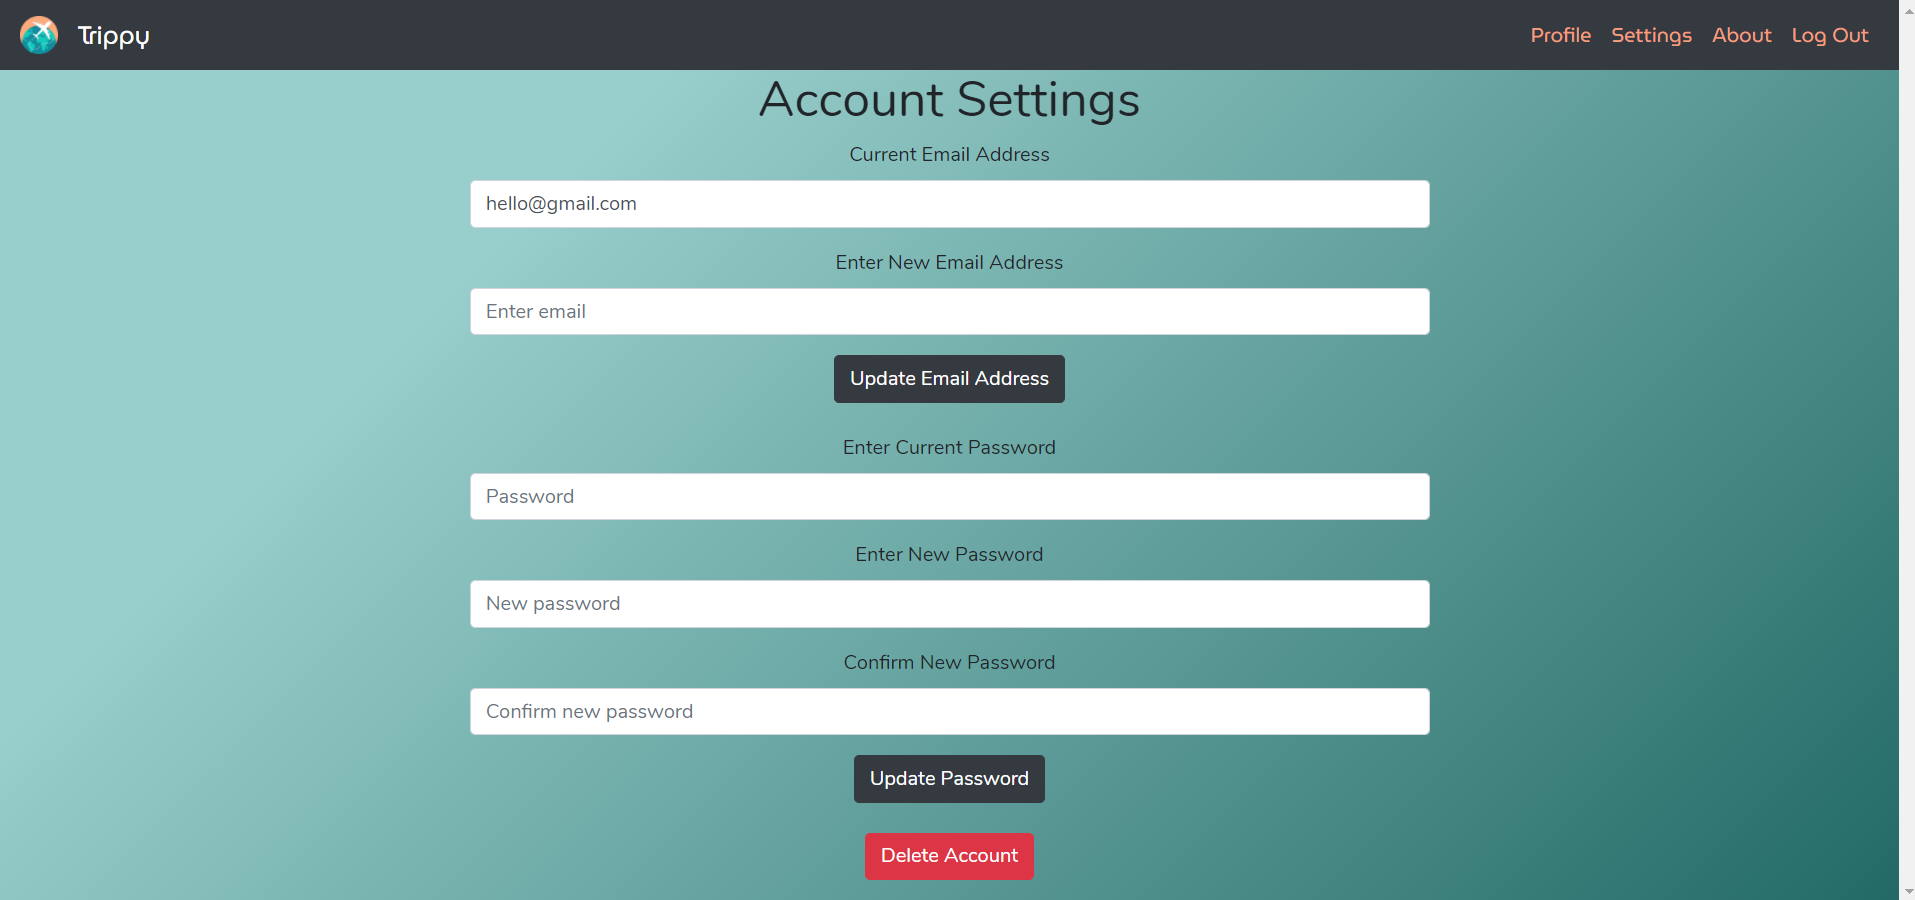 Trippy
Profile Settings About Log Out
Account Settings
Current Email Address
hello@gmail.com
Enter New Email Address
Enter email
Update Email Address
Enter Current Password
Password
Enter New Password
New password
Confirm New Password
Confirm new password
Update Password
Delete Account